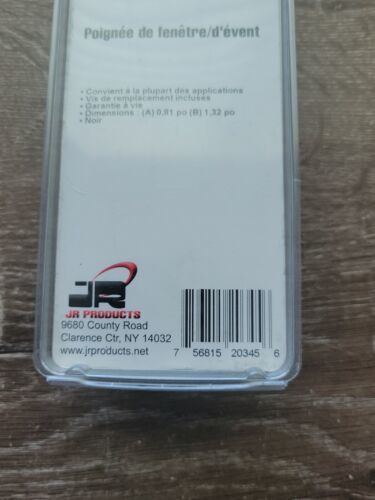 Poignée de fenêtre/d'évent
• Convient à la plupart des applications
• Vis de remplacement incluses
• Garantie à vie
• Dimensions : (A) 0,81 po (B) 1,32 po
• Noir
JR
JR PRODUCTS
9680 County Road
Clarence Ctr, NY 14032
www.jrproducts.net
7 56815 20345 6